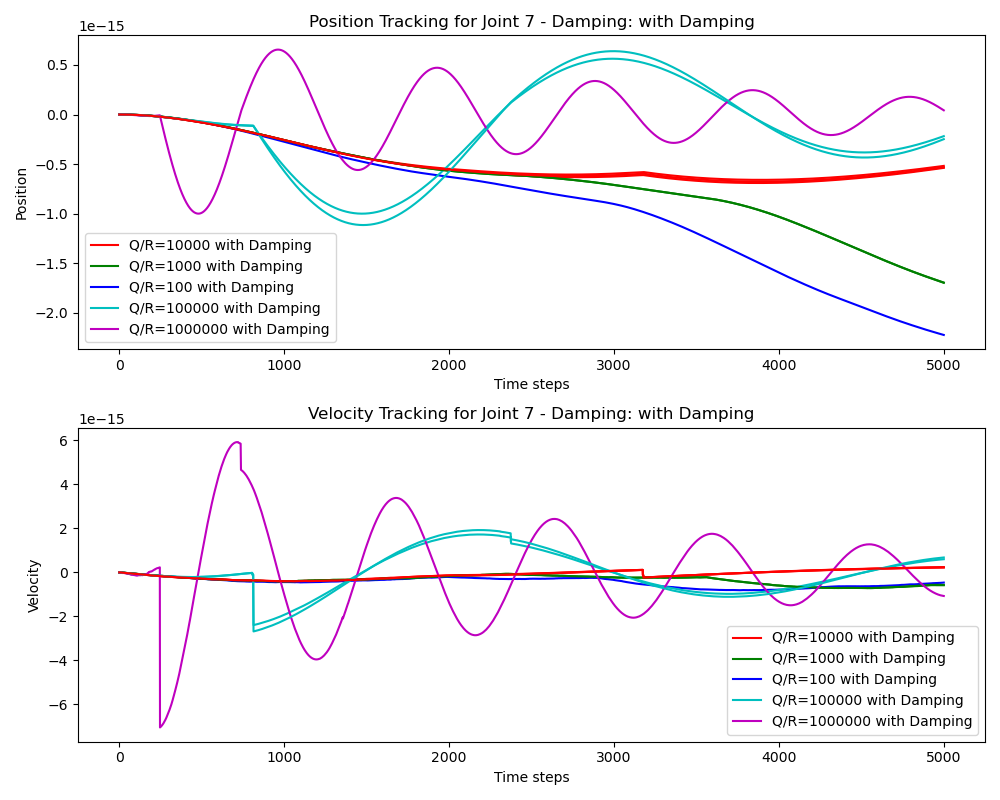 Position Tracking for Joint 7 - Damping: with Damping
1e−15
0.5
0.0
−0.5
−1.0
−1.5
−2.0
Position
Q/R=10000 with Damping
Q/R=1000 with Damping
Q/R=100 with Damping
Q/R=100000 with Damping
Q/R=1000000 with Damping
0 1000 2000 3000 4000 5000
Time steps
Velocity Tracking for Joint 7 - Damping: with Damping
1e−15
6
4
2
0
−2
−4
−6
Velocity
Q/R=10000 with Damping
Q/R=1000 with Damping
Q/R=100 with Damping
Q/R=100000 with Damping
Q/R=1000000 with Damping
0 1000 2000 3000 4000 5000
Time steps